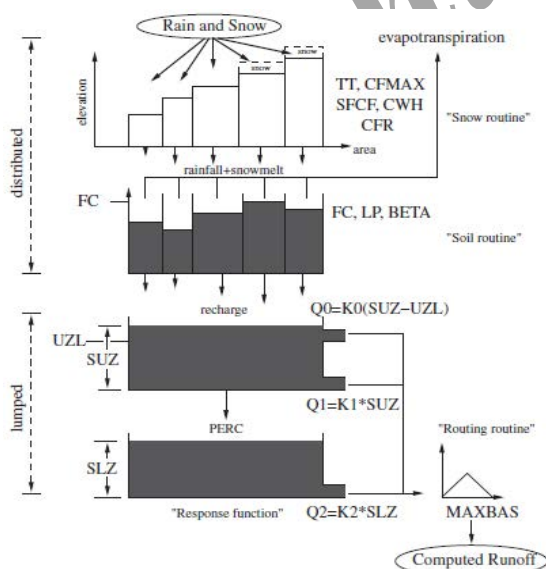 Rain and Snow
evapotranspiration
snow
snow
elevation
TT, CFMAX
SFCF, CWH
CFR
"Snow routine"
area
distributed
rainfall+snowmelt
FC
FC, LP, BETA
"Soil routine"
recharge
Q0=K0(SUZ−UZL)
UZL
SUZ
Q1=K1*SUZ
lumped
PERC
"Routing routine"
SLZ
"Response function"
Q2=K2*SLZ
MAXBAS
Computed Runoff